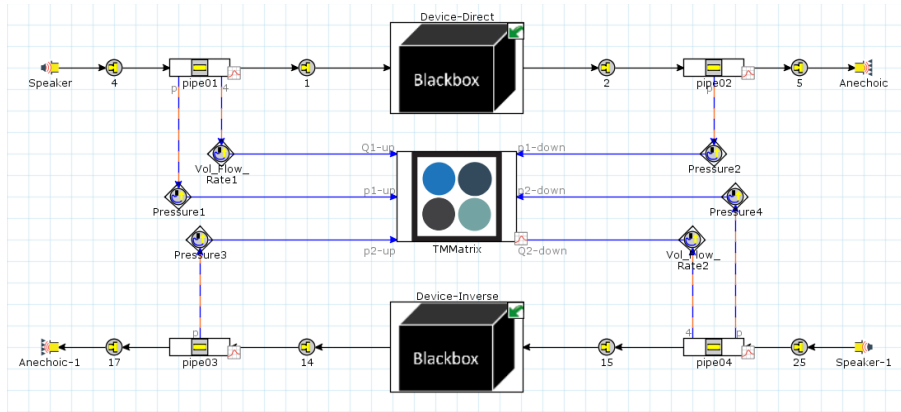 Device-Direct
Blackbox
Speaker
4
pipe01
1
2
pipe02
5
Anechoic
p
4
p
Q1-up
p1-down
Vol_Flow_
Rate1
Pressure2
p1-up
p2-down
Pressure1
Pressure4
p2-up
TMMatrix
Q2-down
Pressure3
Vol_Flow_
Rate2
Device-Inverse
Blackbox
p
4
p
Anechoic-1
17
pipe03
14
15
pipe04
25
Speaker-1